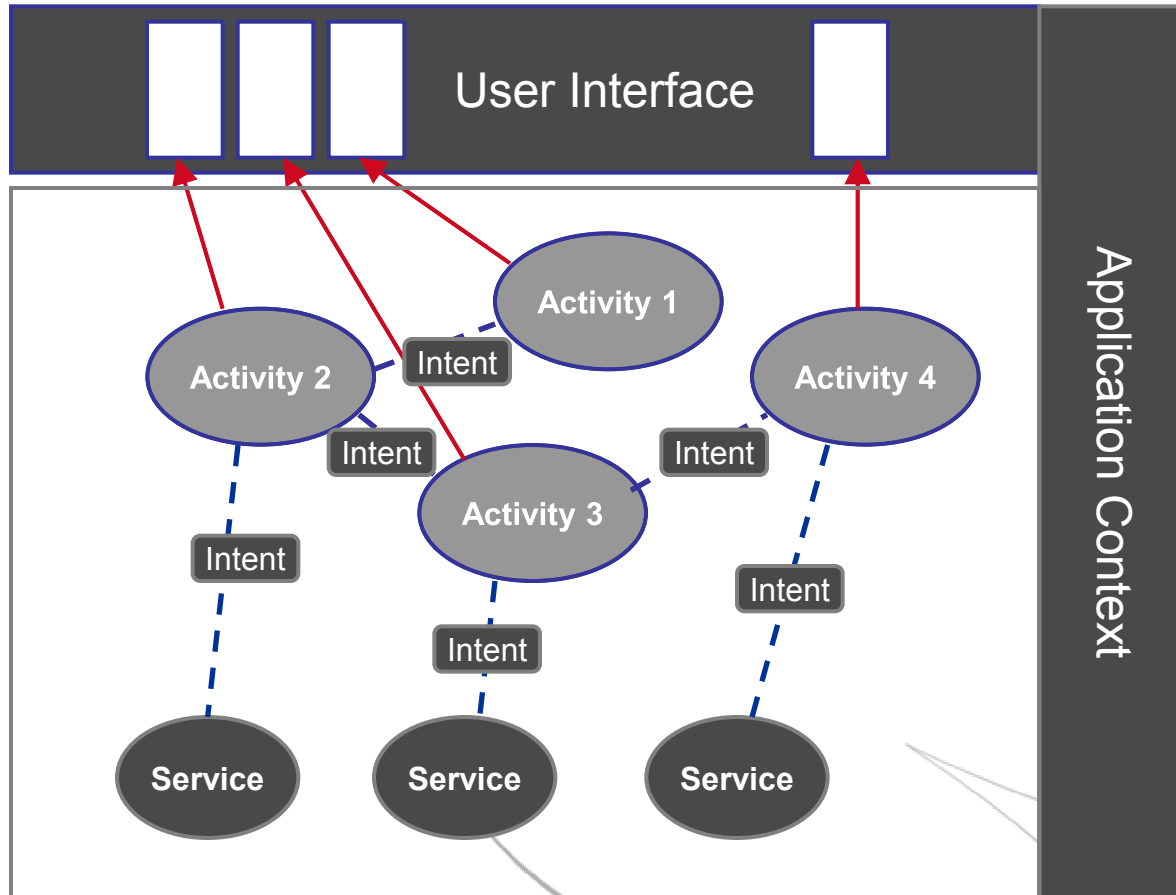 User Interface
Application Context
Activity 1
Intent
Activity 2
Activity 4
Intent
Intent
Activity 3
Intent
Intent
Intent
Service
Service
Service